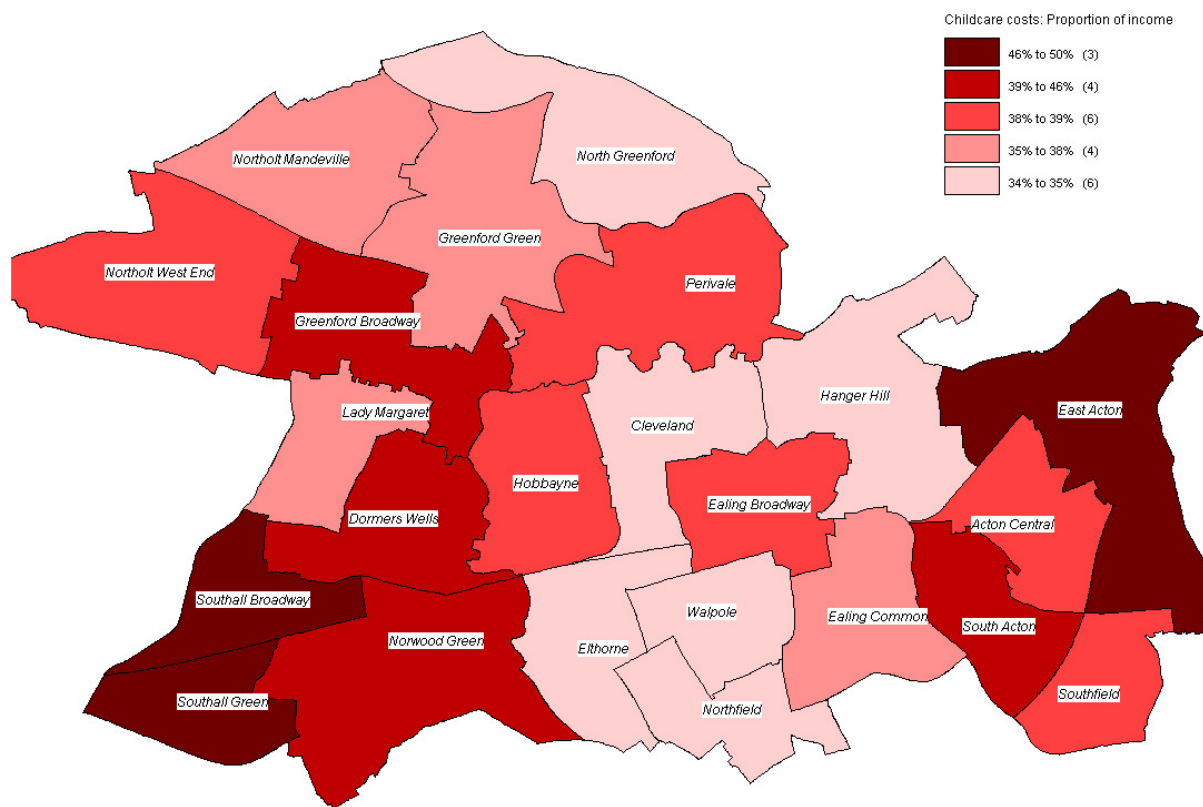 Childcare costs: Proportion of income
46% to 50% (3)
39% to 46% (4)
38% to 39% (6)
35% to 38% (4)
34% to 35% (6)
Northolt Mandeville
North Greenford
Greenford Green
Northolt West End
Perivale
Greenford Broadway
Hanger Hill
East Acton
Lady Margaret
Cleveland
Hobbayne
Ealing Broadway
Dormers Wells
Acton Central
Southall Broadway
Walpole
Ealing Common
South Acton
Norwood Green
Elthorne
Southall Green
Northfield
Southfield